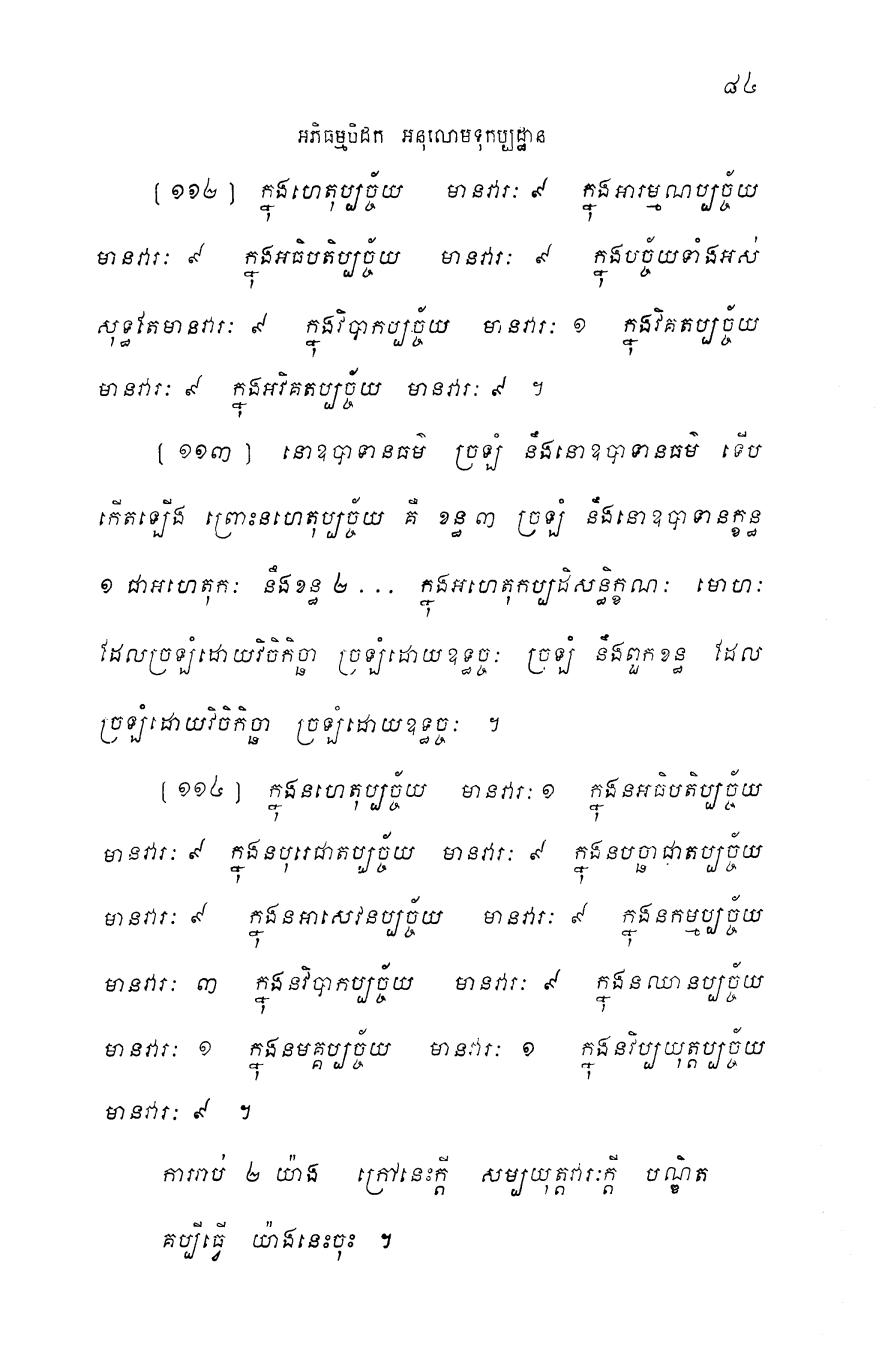 ៨៤
អភិធម្មបិដក អនុលោមទុកប្បដ្ឋាន
[ ១១២ ] ក្នុងហេតុប្បច្ច័យ មានវារៈ ៩ ក្នុងអារម្មណប្បច្ច័យ
មានវារៈ ៩ ក្នុងអធិបតិប្បច្ច័យ មានវារៈ ៩ ក្នុងបច្ច័យទាំងអស់
សុទ្ធតែមានវារៈ ៩ ក្នុងវិបាកប្បច្ច័យ មានវារៈ ១ ក្នុងវិគតប្បច្ច័យ
មានវារៈ ៩ ក្នុងអវិគតប្បច្ច័យ មានវារៈ ៩ ។
[ ១១៣ ] នោឧបាទានធម៌ ច្រឡំ នឹងនោឧបាទានធម៌ ទើប
កើតឡើង ព្រោះនហេតុប្បច្ច័យ គឺ ខន្ធ ៣ ច្រឡំ នឹងនោឧបាទានក្ខន្ធ
១ ជាអហេតុកៈ នឹងខន្ធ ២ ... ក្នុងអហេតុកប្បដិសន្ធិក្ខណៈ មោហៈ
ដែលច្រឡំដោយវិចិកិច្ឆា ច្រឡំដោយឧទ្ធច្ចៈ ច្រឡំ នឹងពួកខន្ធ ដែល
ច្រឡំដោយវិចិកិច្ឆា ច្រឡំដោយឧទ្ធច្ចៈ ។
[ ១១៤ ] ក្នុងនហេតុប្បច្ច័យ មានវារៈ ១ ក្នុងនអធិបតិប្បច្ច័យ
មានវារៈ ៩ ក្នុងនបុរេជាតប្បច្ច័យ មានវារៈ ៩ ក្នុងនបច្ឆាជាតប្បច្ច័យ
មានវារៈ ៩ ក្នុងនអាសេវនប្បច្ច័យ មានវារៈ ៩ ក្នុងនកម្មប្បច្ច័យ
មានវារៈ ៣ ក្នុងនវិបាកប្បច្ច័យ មានវារៈ ៩ ក្នុងនឈានប្បច្ច័យ
មានវារៈ ១ ក្នុងនមគ្គប្បច្ច័យ មានវារៈ ១ ក្នុងនវិប្បយុត្តប្បច្ច័យ
មានវារៈ ៩ ។
ការរាប់ ២ យ៉ាង ក្រៅនេះក្តី សម្បយុត្តវារៈក្តី បណ្ឌិត
គប្បីធ្វើ យ៉ាងនេះចុះ ។